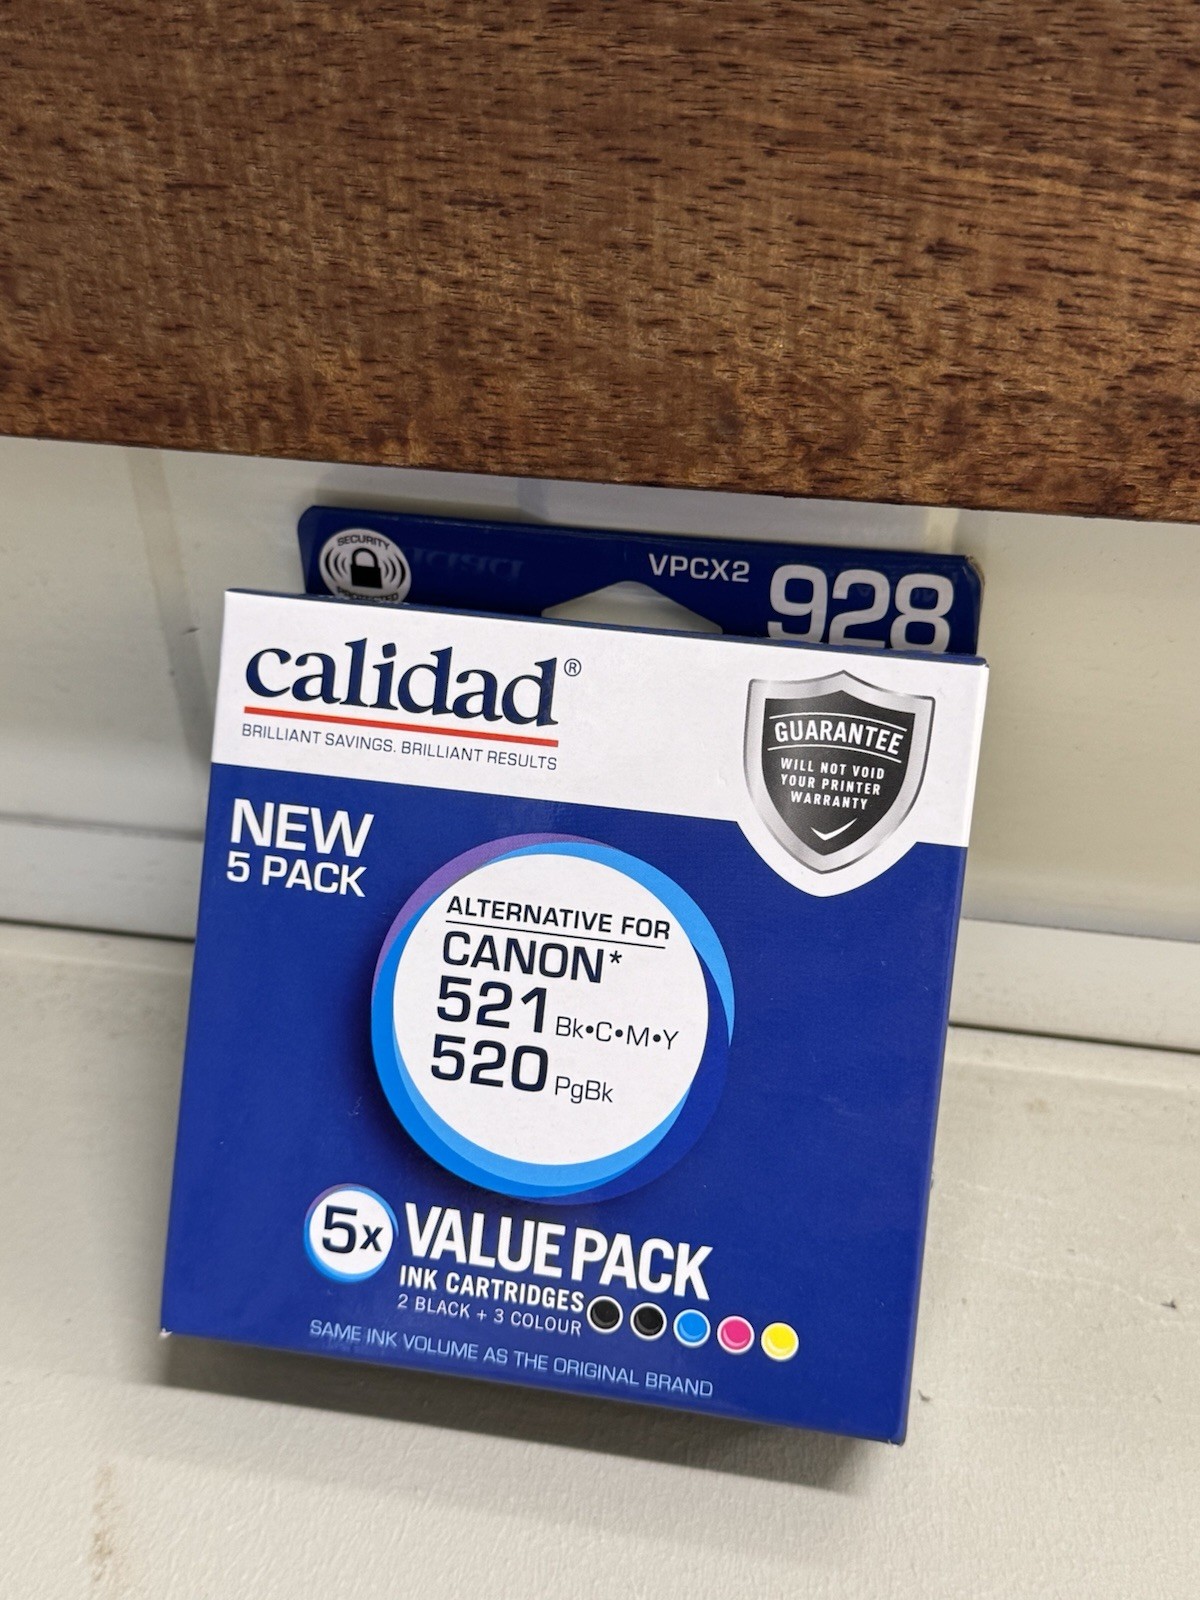 SECURITY
PROTECTED
VPCX2
928
calidad®
BRILLIANT SAVINGS. BRILLIANT RESULTS
GUARANTEE
WILL NOT VOID
YOUR PRINTER
WARRANTY
NEW
5 PACK
ALTERNATIVE FOR
CANON*
521 Bk•C•M•Y
520 PgBk
5x VALUE PACK
INK CARTRIDGES
2 BLACK + 3 COLOUR
SAME INK VOLUME AS THE ORIGINAL BRAND